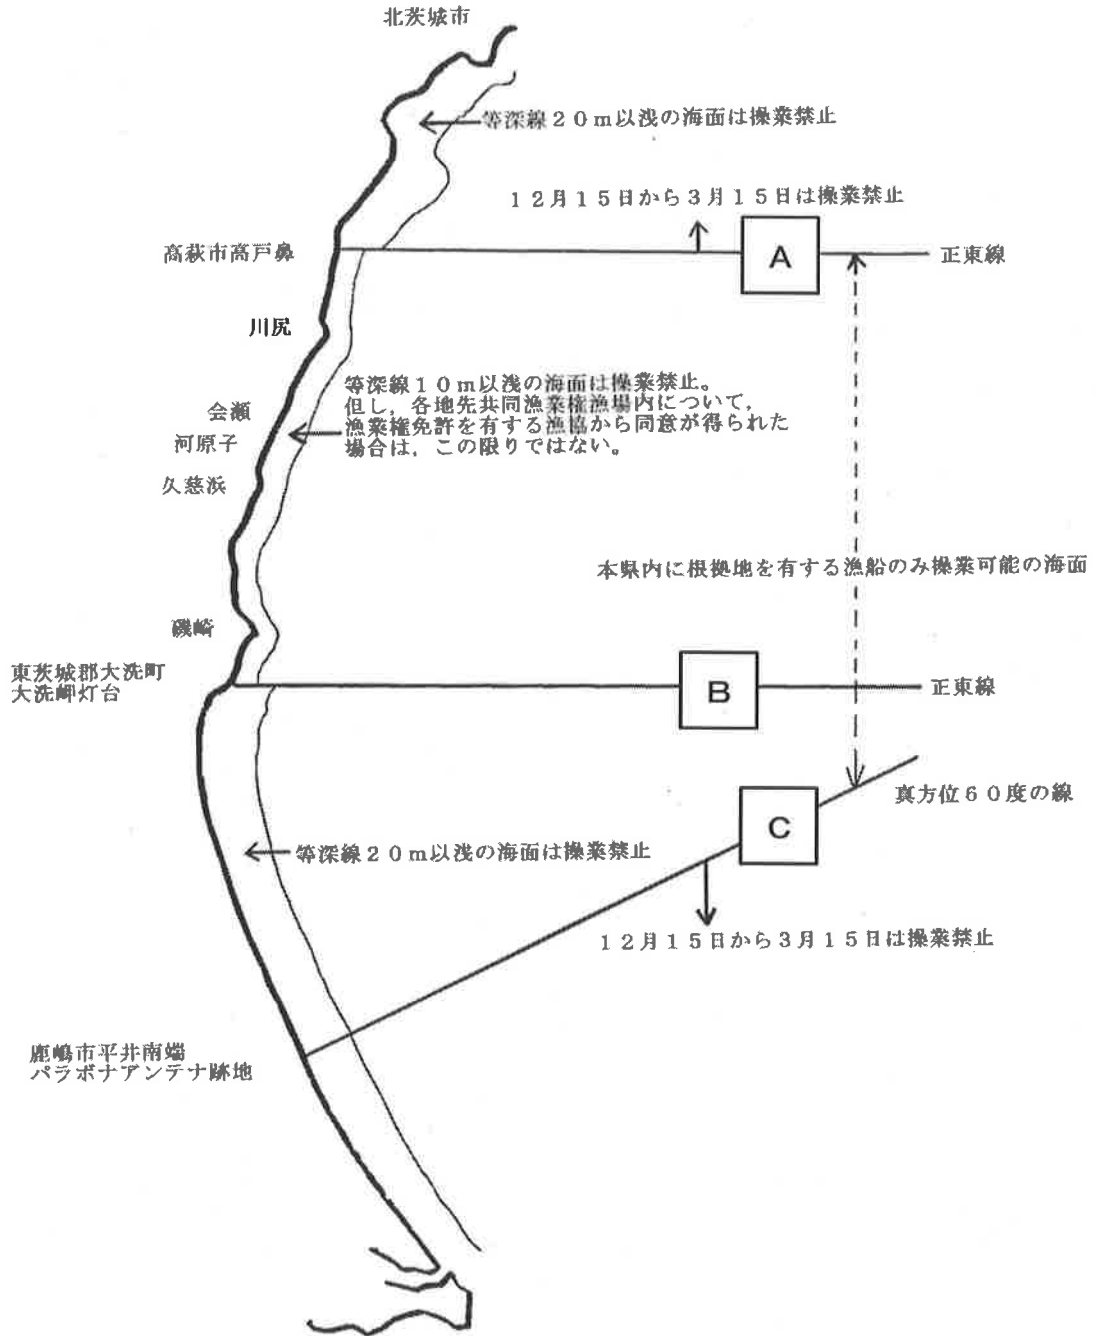 北茨城市
等深線20m以浅の海面は操業禁止
12月15日から3月15日は操業禁止
高萩市高戸鼻
A
正東線
川尻
等深線10m以浅の海面は操業禁止。
但し、各地先共同漁業権漁場内について、
漁業権免許を有する漁協から同意が得られた
場合は、この限りではない。
会瀬
河原子
久慈浜
本県内に根拠地を有する漁船のみ操業可能の海面
磯崎
東茨城郡大洗町
大洗岬灯台
B
正東線
真方位60度の線
C
等深線20m以浅の海面は操業禁止
12月15日から3月15日は操業禁止
鹿嶋市平井南端
パラボナアンテナ跡地